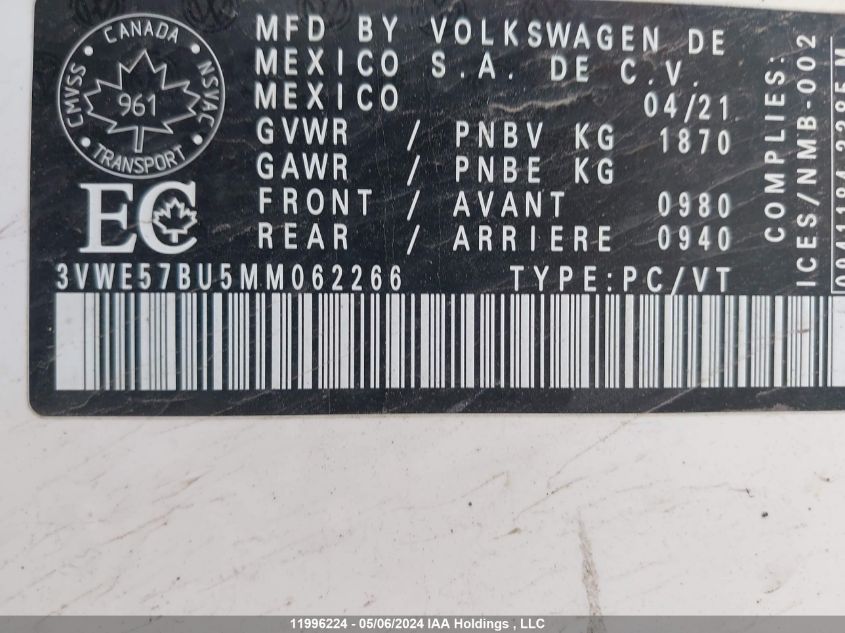 CANADA
CMVSS
NSVAC
961
TRANSPORT
EC
MFD BY VOLKSWAGEN DE
MEXICO S.A. DE C.V.
MEXICO 04/21
GVWR / PNBV KG 1870
GAWR / PNBE KG
FRONT / AVANT 0980
REAR / ARRIERE 0940
3VWE57BU5MM062266 TYPE:PC/VT
COMPLIES:
ICES/NMB-002
11996224 - 05/06/2024 IAA Holdings , LLC